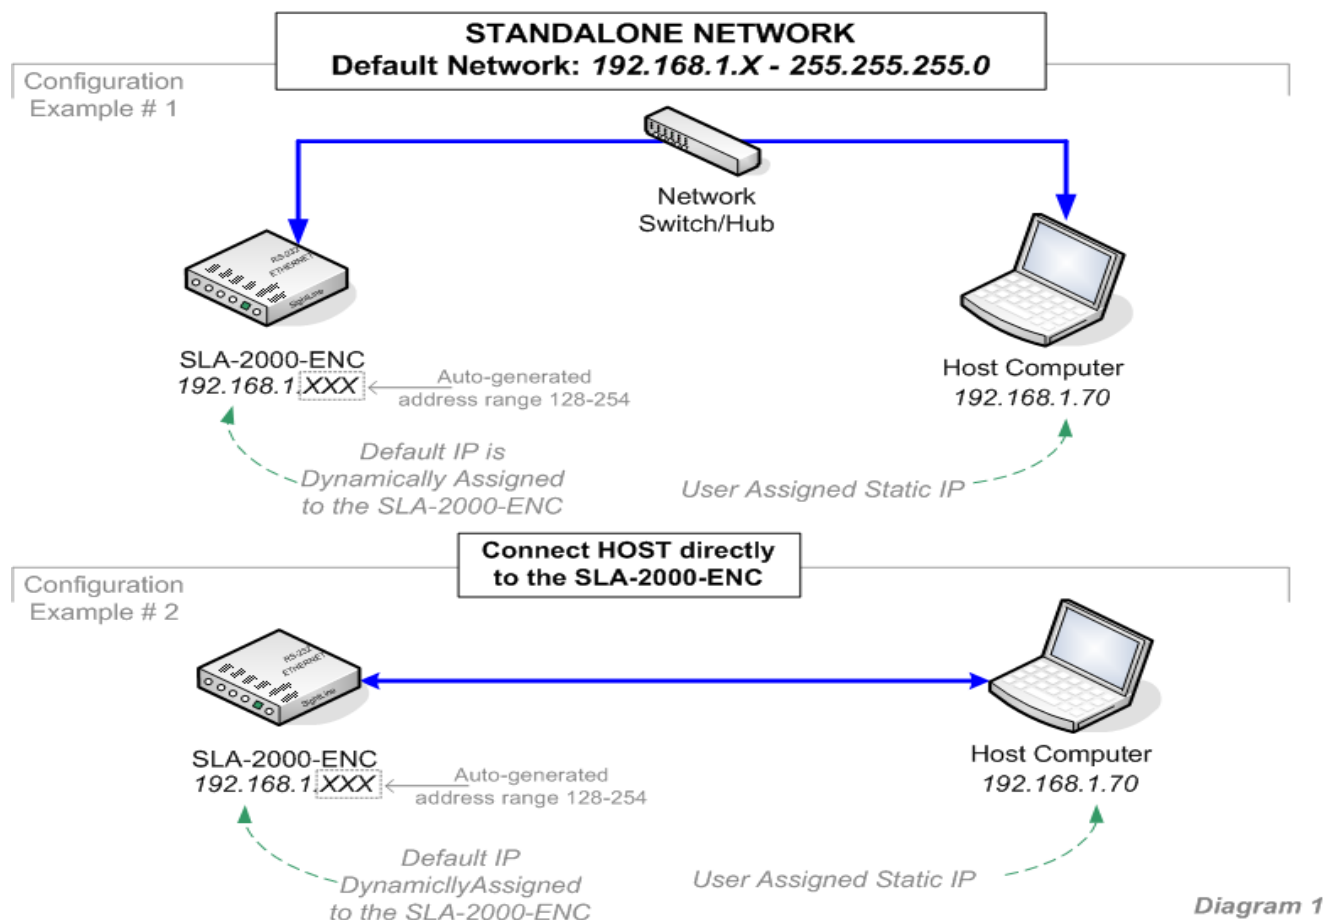 STANDALONE NETWORK
Default Network: 192.168.1.X - 255.255.255.0
Configuration
Example # 1
Network
Switch/Hub
RS-232
ETHERNET
SightLine
SLA-2000-ENC
192.168.1.XXX
Auto-generated
address range 128-254
Default IP is
Dynamically Assigned
to the SLA-2000-ENC
Host Computer
192.168.1.70
User Assigned Static IP
Connect HOST directly
to the SLA-2000-ENC
Configuration
Example # 2
RS-232
ETHERNET
SightLine
SLA-2000-ENC
192.168.1.XXX
Auto-generated
address range 128-254
Default IP
DynamicllyAssigned
to the SLA-2000-ENC
Host Computer
192.168.1.70
User Assigned Static IP
Diagram 1